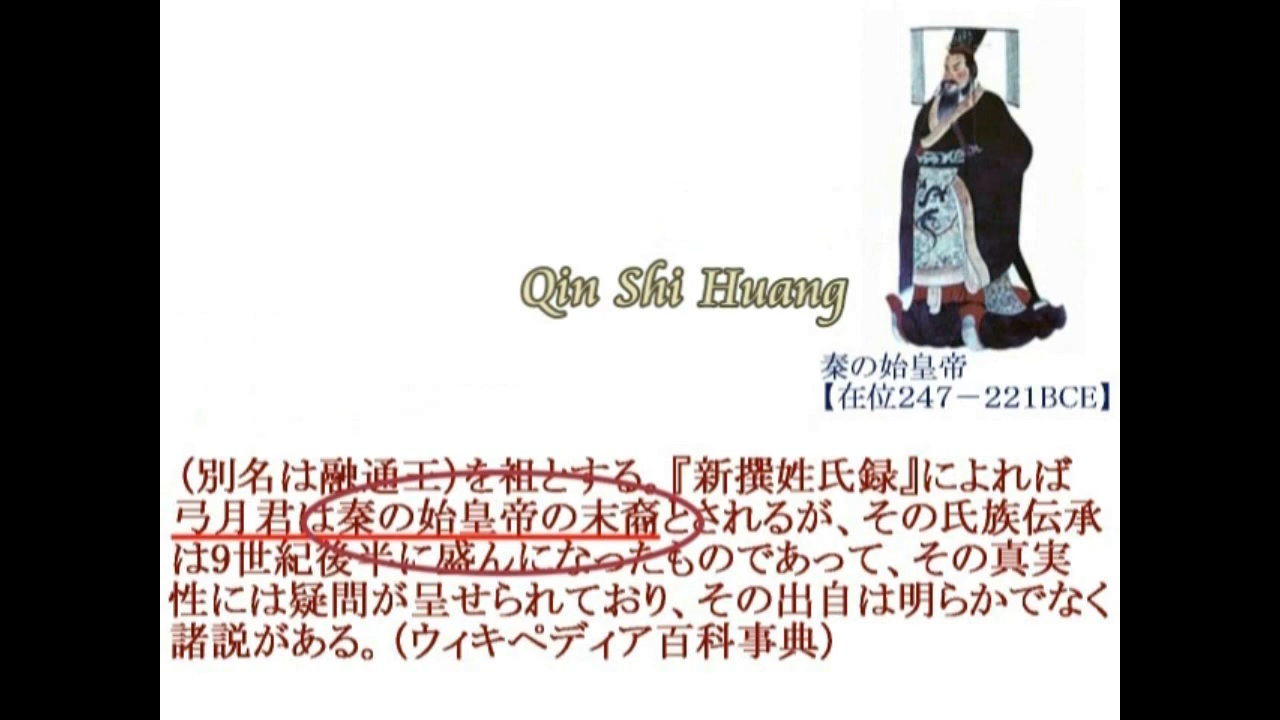 Qin Shi Huang
秦の始皇帝
【在位247－221BCE】
（別名は融通王）を祖とする。『新撰姓氏録』によれば
弓月君は秦の始皇帝の末裔とされるが、その氏族伝承
は9世紀後半に盛んになったものであって、その真実
性には疑問が呈せられており、その出自は明らかでなく
諸説がある。（ウィキペディア百科事典）